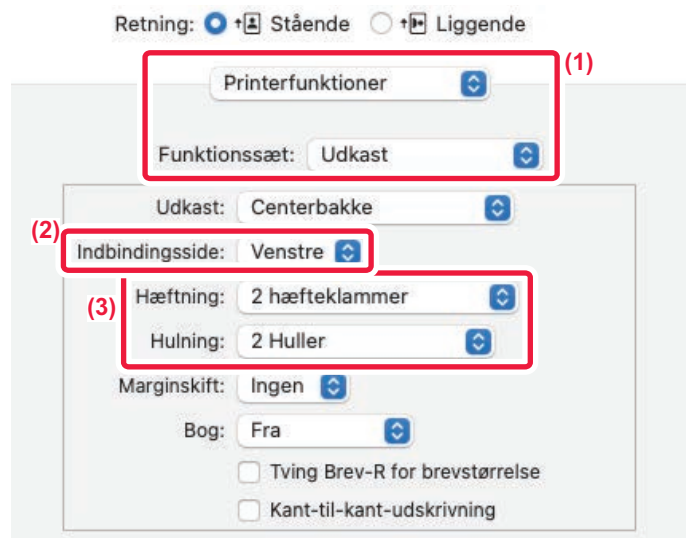 Retning: Stående Liggende
(1)
Printerfunktioner
Funktionssæt: Udkast
Udkast: Centerbakke
(2)
Indbindingsside: Venstre
(3)
Hæftning: 2 hæfteklammer
Hulning: 2 Huller
Marginskift: Ingen
Bog: Fra
Tving Brev-R for brevstørrelse
Kant-til-kant-udskrivning